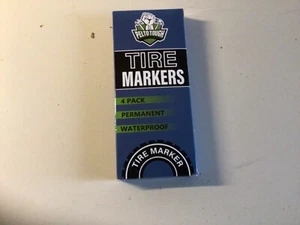 PELTO TOUGH
TIRE
MARKERS
4 PACK
PERMANENT
WATERPROOF
TIRE MARKER